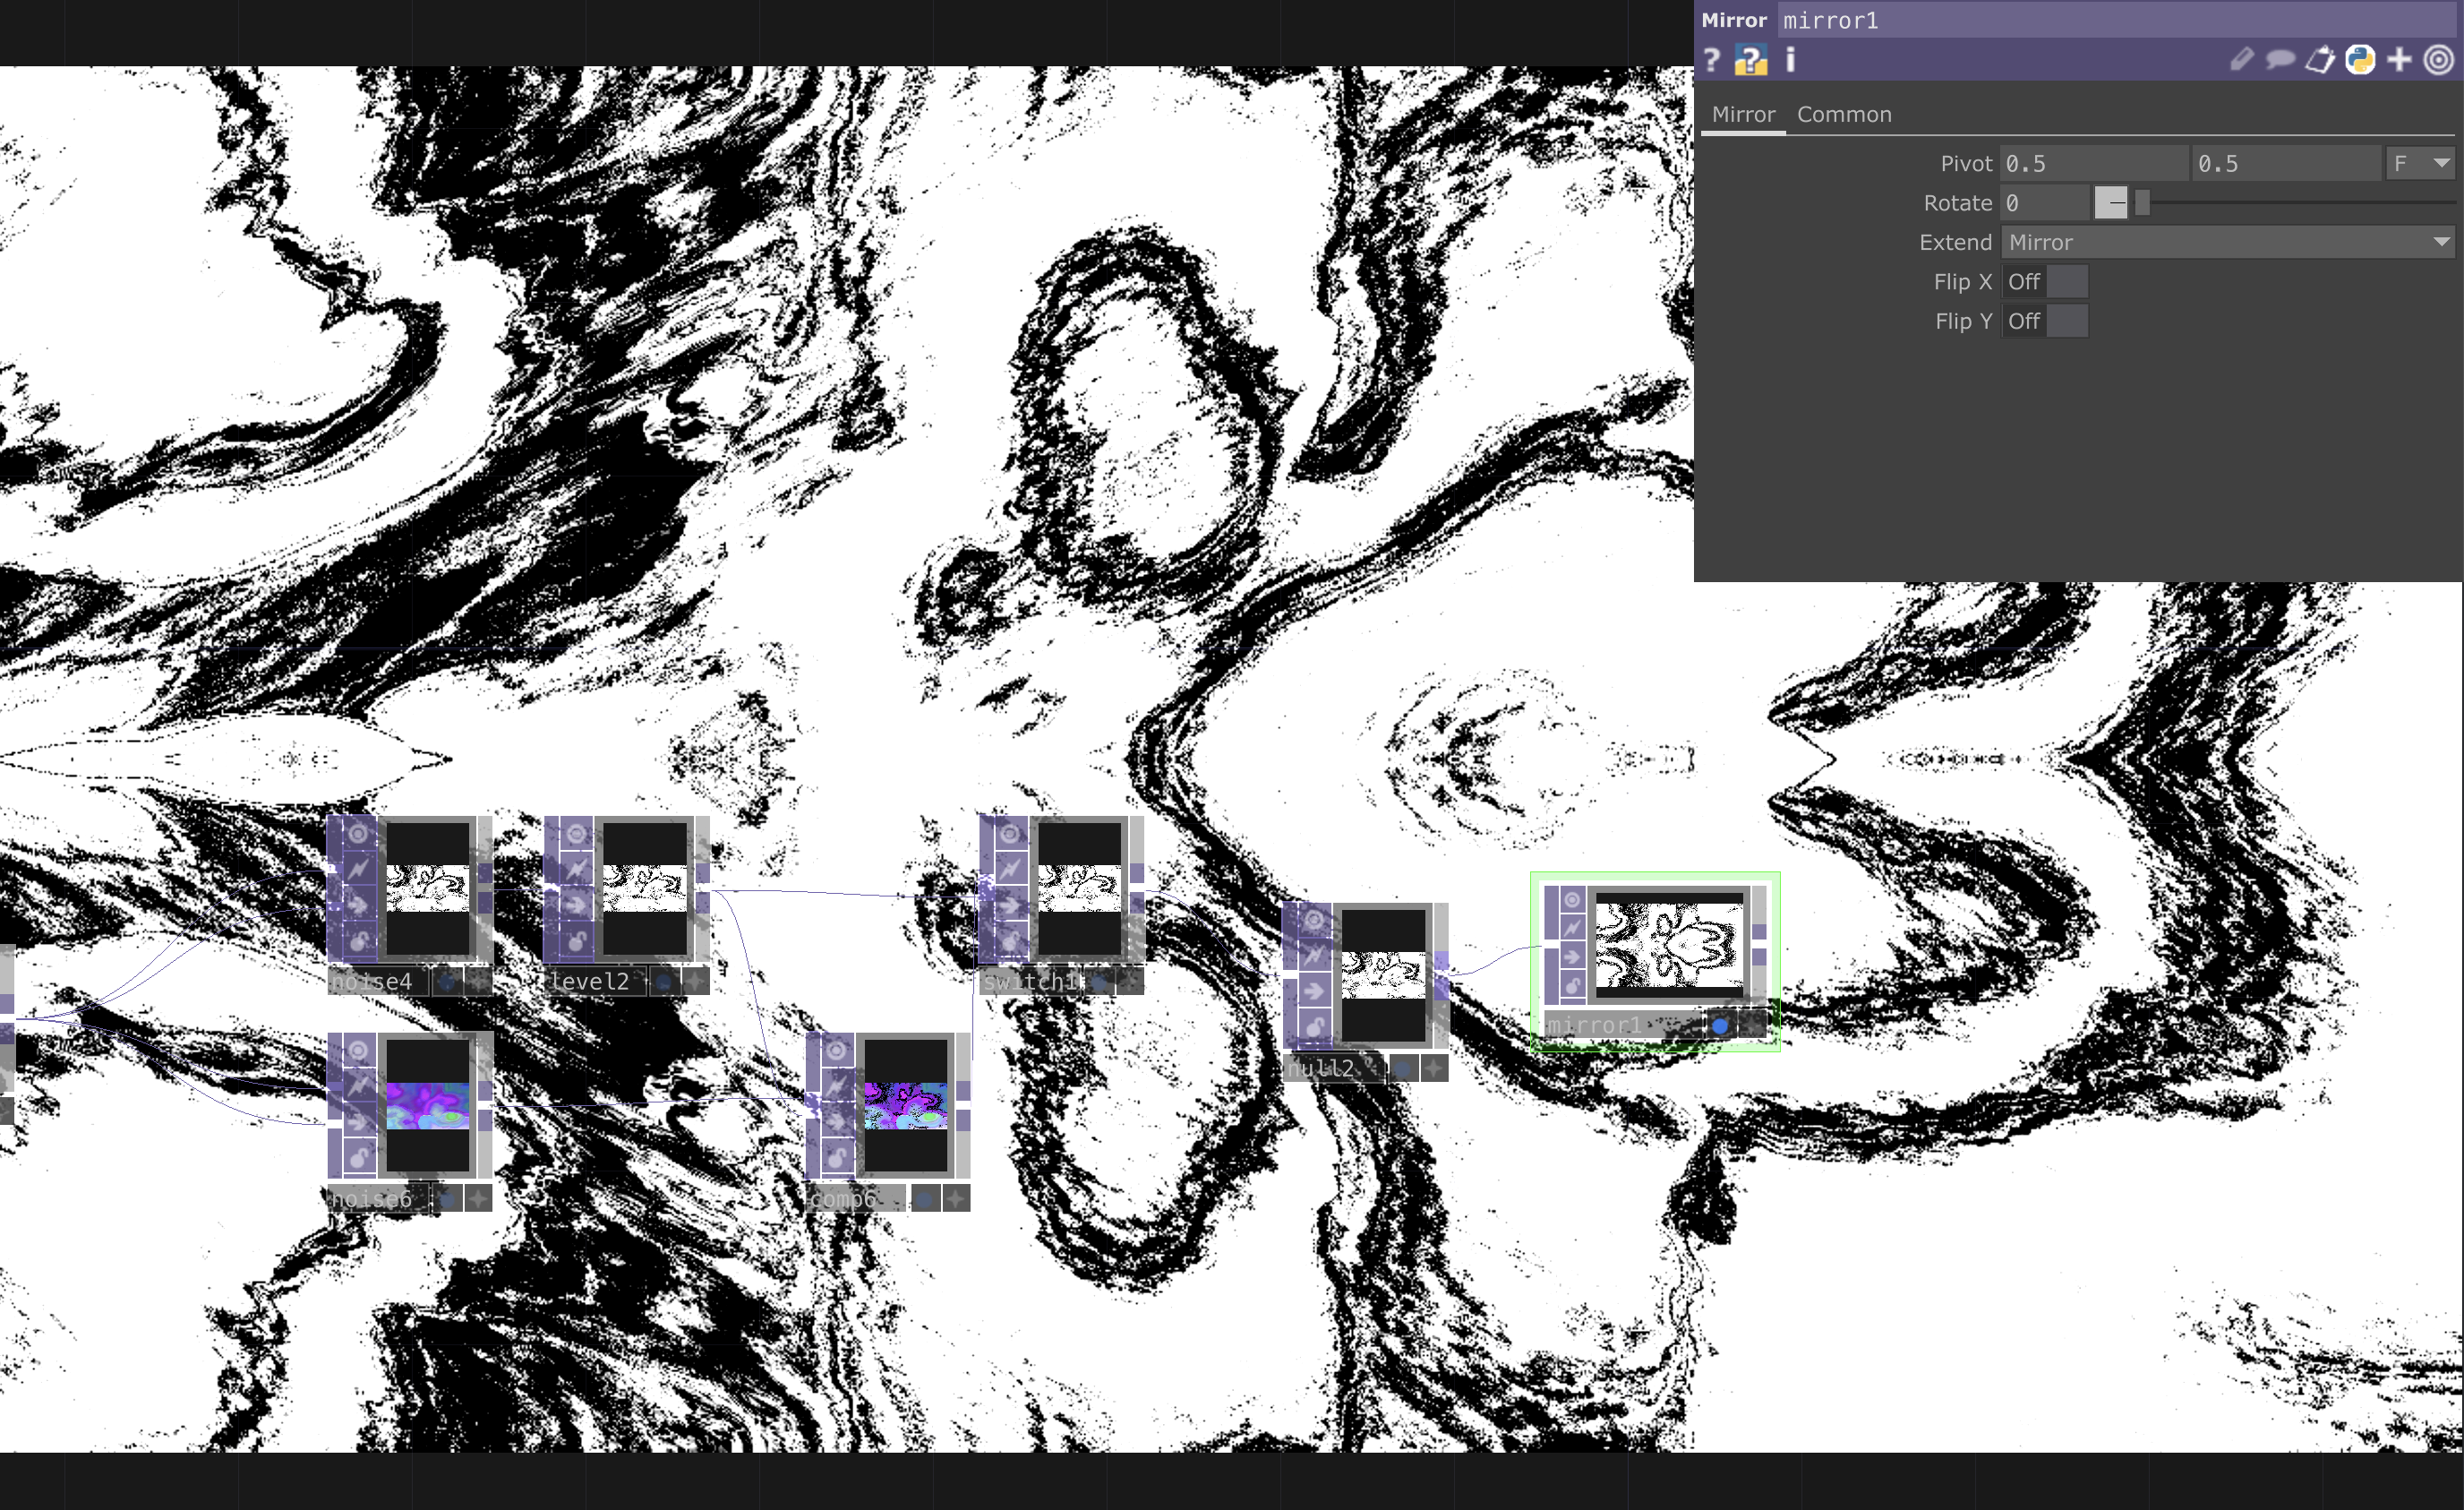 Mirror mirror1
? ? i
Mirror Common
Pivot 0.5 0.5 F
Rotate 0
Extend Mirror
Flip X Off
Flip Y Off
noise4
level2
switch1
null2
mirror1
noise6
comp6